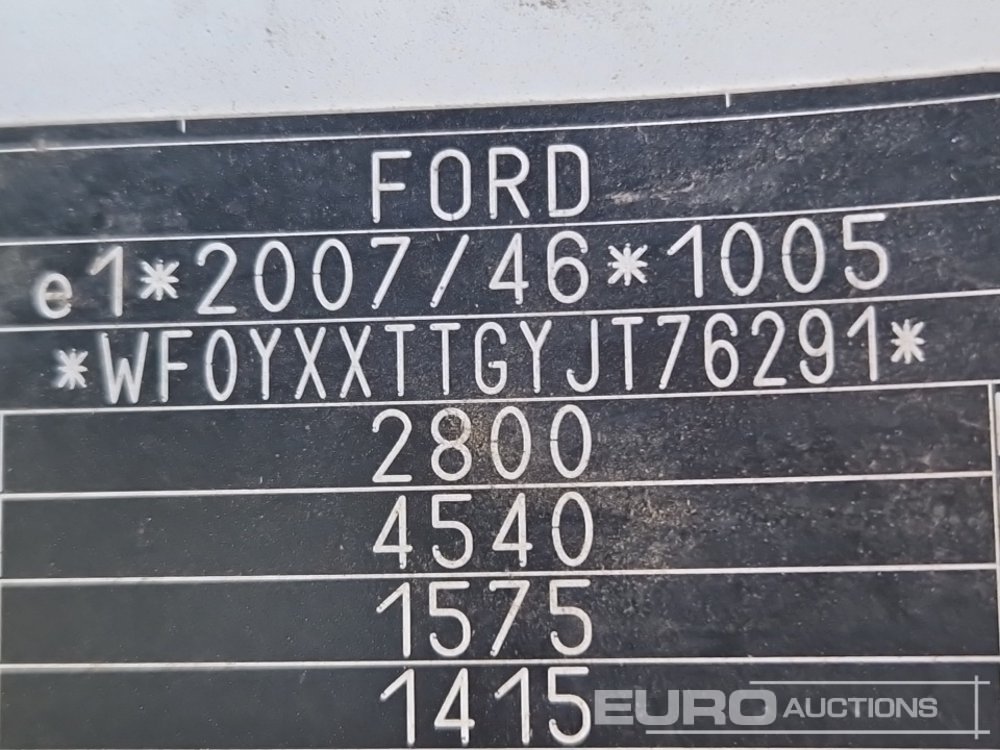 FORD
e1*2007/46*1005
*WF0YXXTTGYJT76291*
2800
4540
1575
1415
EURO AUCTIONS